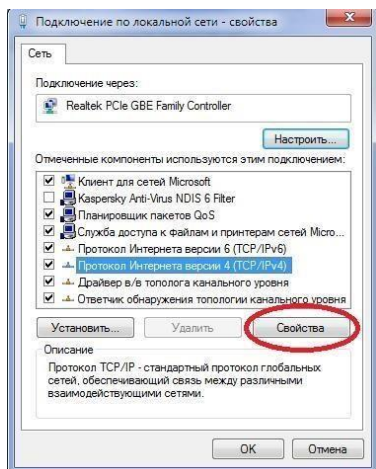 Подключение по локальной сети - свойства
Сеть
Подключение через:
Realtek PCIe GBE Family Controller
Настроить...
Отмеченные компоненты используются этим подключением:
Клиент для сетей Microsoft
Kaspersky Anti-Virus NDIS 6 Filter
Планировщик пакетов QoS
Служба доступа к файлам и принтерам сетей Micro...
Протокол Интернета версии 6 (TCP/IPv6)
Протокол Интернета версии 4 (TCP/IPv4)
Драйвер в/в тополога канального уровня
Ответчик обнаружения топологии канального уровня
Установить...
Удалить
Свойства
Описание
Протокол TCP/IP - стандартный протокол глобальных
сетей, обеспечивающий связь между различными
взаимодействующими сетями.
OK
Отмена